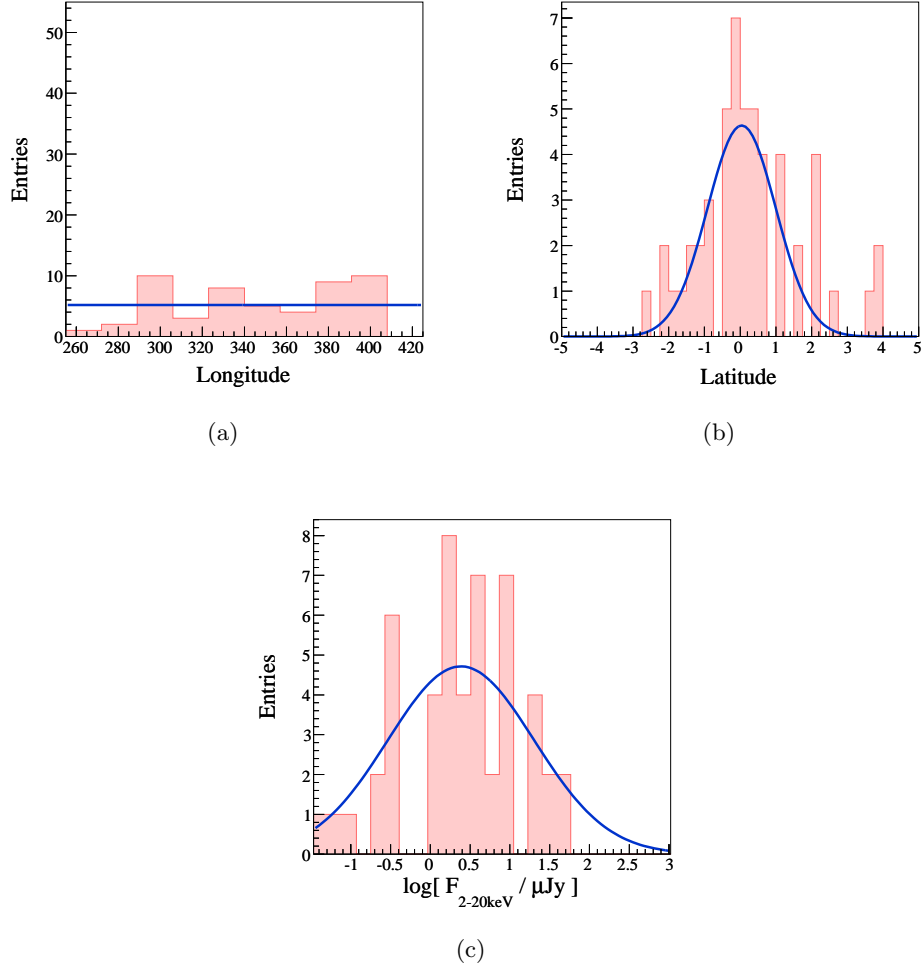 50
40
30
20
10
0
Entries
260 280 300 320 340 360 380 400 420
Longitude
(a)
7
6
5
4
3
2
1
0
Entries
-5 -4 -3 -2 -1 0 1 2 3 4 5
Latitude
(b)
8
7
6
5
4
3
2
1
0
Entries
-1 -0.5 0 0.5 1 1.5 2 2.5 3
log[ F2-20keV / μJy ]
(c)